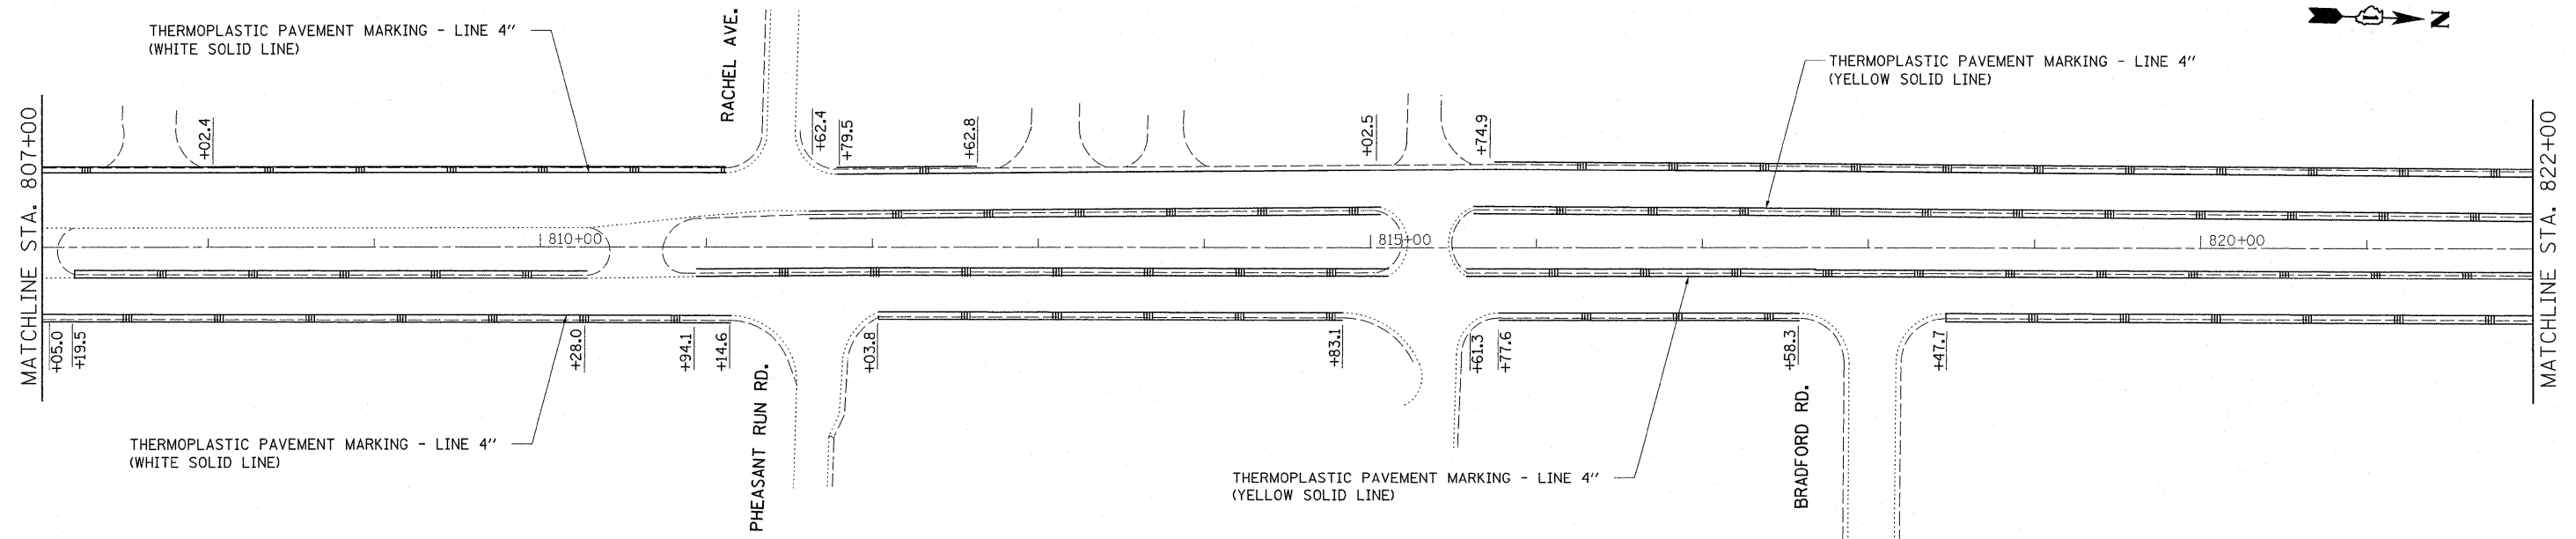 THERMOPLASTIC PAVEMENT MARKING - LINE 4"
(WHITE SOLID LINE)
RACHEL AVE.
N
THERMOPLASTIC PAVEMENT MARKING - LINE 4"
(YELLOW SOLID LINE)
MATCHLINE STA. 807+00
+02.4
+62.4
+79.5
+62.8
+02.5
+74.9
MATCHLINE STA. 822+00
810+00
815+00
820+00
+05.0
+19.5
+28.0
+94.1
+14.6
+03.8
+83.1
+61.3
+77.6
+58.3
+47.7
PHEASANT RUN RD.
BRADFORD RD.
THERMOPLASTIC PAVEMENT MARKING - LINE 4"
(WHITE SOLID LINE)
THERMOPLASTIC PAVEMENT MARKING - LINE 4"
(YELLOW SOLID LINE)